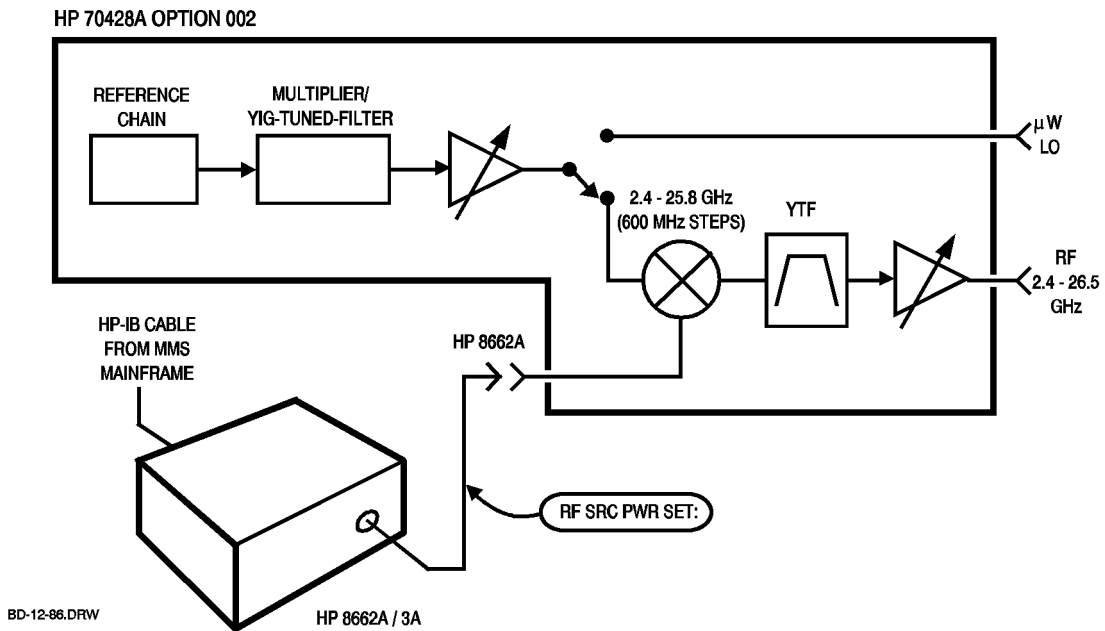 HP 70428A OPTION 002
REFERENCE
CHAIN
MULTIPLIER/
YIG-TUNED-FILTER
µW
LO
2.4 - 25.8 GHz
(600 MHz STEPS)
YTF
RF
2.4 - 26.5
GHz
HP-IB CABLE
FROM MMS
MAINFRAME
HP 8662A
RF SRC PWR SET:
BD-12-86.DRW
HP 8662A / 3A